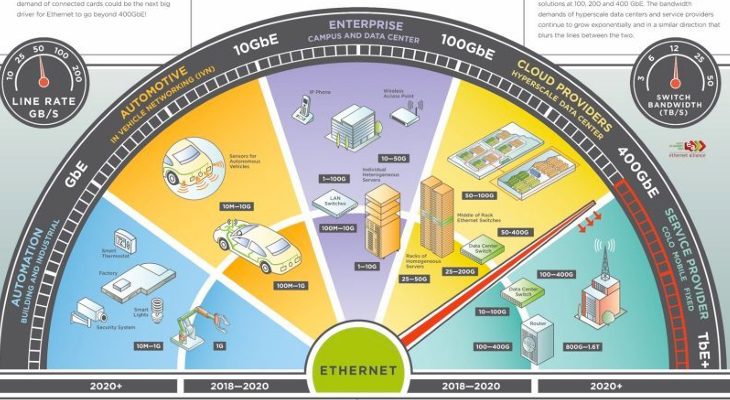 demand of connected cards could be the next big
driver for Ethernet to go beyond 400GbE!
solutions at 100, 200 and 400 GbE. The bandwidth
demands of hyperscale data centers and service providers
continue to grow exponentially and in a similar direction that
blurs the lines between the two.
10 25 50 100 200
LINE RATE
GB/S
3 6 12 25 50
SWITCH
BANDWIDTH
(TB/S)
ethernet alliance
GbE
10GbE
100GbE
400GbE
TbE+
AUTOMATION
BUILDING AND INDUSTRIAL
AUTOMOTIVE
IN VEHICLE NETWORKING (IVN)
ENTERPRISE
CAMPUS AND DATA CENTER
CLOUD PROVIDERS
HYPERSCALE DATA CENTER
SERVICE PROVIDER
COLO MOBILE FIXED
Smart
Thermostat
Factory
Smart
Lights
Security System
10M–1G
1G
Sensors for
Autonomous
Vehicles
10M–10G
100M–1G
IP Phone
Wireless
Access Point
10–50G
1–100G
Individual
Heterogeneous
Servers
LAN
Switches
100M–10G
1–10G
50–100G
Middle of Rack
Ethernet Switches
50-400G
Data Center
Switch
Racks of
Homogeneous
Servers
25–200G
25–50G
100–400G
Data Center
Switch
10–100G
Router
100–400G
800G–1.6T
ETHERNET
2020+
2018–2020
2018–2020
2020+